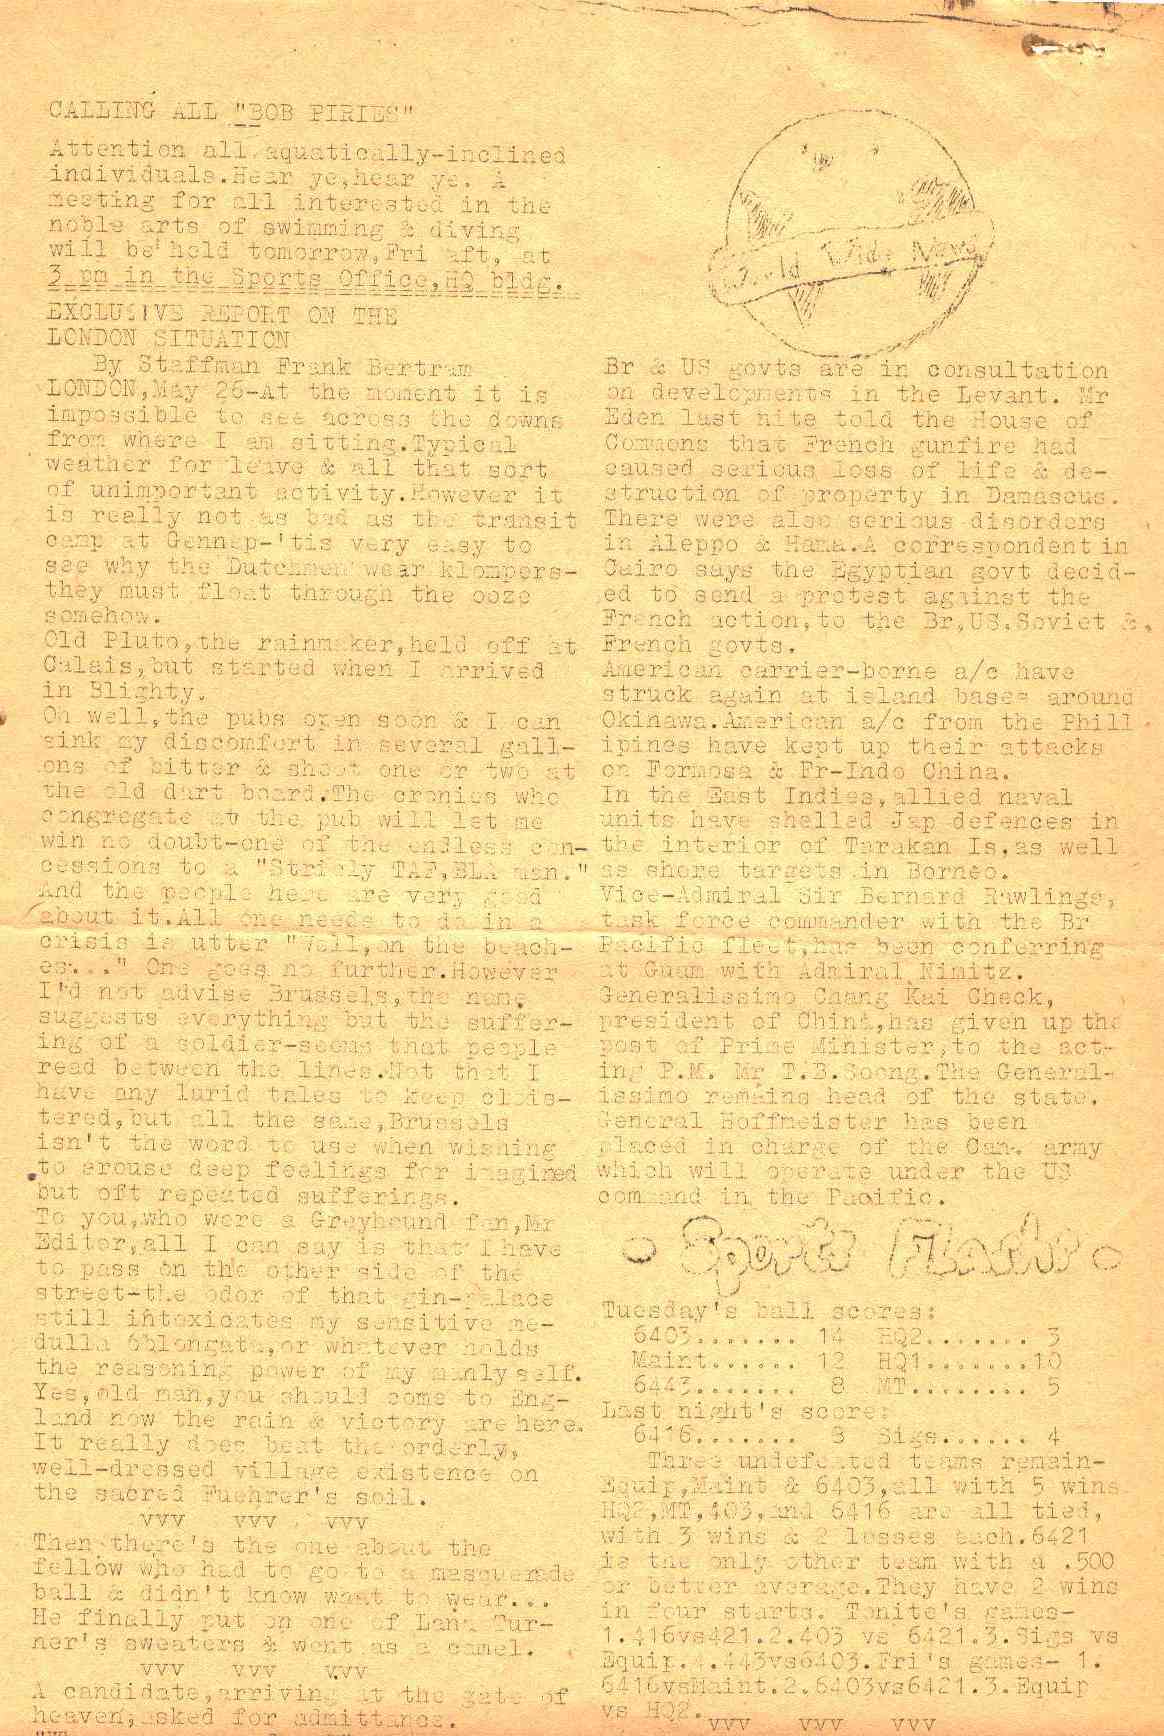 CALLING ALL "BOB PIRIES"
Attention all aquatically-inclined
individuals.Hear ye,hear ye. A
meeting for all interested in the
noble arts of swimming & diving
will be held tomorrow,Fri aft, at
3 pm in the Sports Office,HQ bldg.
EXCLUSIVE REPORT ON THE
LONDON SITUATION
By Staffman Frank Bertram
LONDON,May 26-At the moment it is
impossible to see across the downs
from where I am sitting.Typical
weather for leave & all that sort
of unimportant activity.However it
is really not as bad as the transit
camp at Gennep-'tis very easy to
see why the Dutchmen wear klompers-
they must float through the ooze
somehow.
Old Pluto,the rainmaker,held off at
Calais,but started when I arrived
in Blighty.
Oh well,the pubs open soon & I can
sink my discomfort in several gall-
ons of bitter & shoot one or two at
the old dart board.The cronies who
congregate at the pub will let me
win no doubt-one of the endless con-
cessions to a "Stricly TAF,BLA man."
And the people here are very good
about it.All one needs to do in a
crisis is utter "Well,on the beach-
es..." One goes no further.However
I'd not advise Brussels,the name
suggests everything but the suffer-
ing of a soldier-seems that people
read between the lines.Not that I
have any lurid tales to keep clois-
tered,but all the same,Brussels
isn't the word to use when wishing
to arouse deep feelings for imagined
but oft repeated sufferings.
To you,who were a Greyhound fan,Mr
Editor,all I can say is that I have
to pass on the other side of the
street-the odor of that gin-palace
still intoxicates my sensitive me-
dulla oblongata,or whatever holds
the reasoning power of my manly self.
Yes,old man,you should come to Eng-
land now the rain & victory are here.
It really does beat the orderly,
well-dressed village existence on
the sacred Fuehrer's soil.
VVV VVV VVV
Then there's the one about the
fellow who had to go to a masquerade
ball & didn't know what to wear...
He finally put on one of Lana Tur-
ner's sweaters & went as a camel.
VVV VVV VVV
A candidate,arriving at the gate of
heaven,asked for admittance.
World Wide News
Br & US govts are in consultation
on developments in the Levant. Mr
Eden last nite told the House of
Commons that French gunfire had
caused serious loss of life & de-
struction of property in Damascus.
There were also serious disorders
in Aleppo & Hama.A correspondent in
Cairo says the Egyptian govt decid-
ed to send a protest against the
French action,to the Br,US,Soviet &
French govts.
American carrier-borne a/c have
struck again at island bases around
Okinawa.American a/c from the Phill
ipines have kept up their attacks
on Formosa & Fr-Indo China.
In the East Indies,allied naval
units have shelled Jap defences in
the interior of Tarakan Is,as well
as shore targets in Borneo.
Vice-Admiral Sir Bernard Rawlings,
task force commander with the Br
Pacific fleet,has been conferring
at Guam with Admiral Nimitz.
Generalissimo Chang Kai Check,
president of China,has given up the
post of Prime Minister,to the act-
ing P.M. Mr T.B.Soong.The General-
issimo remains head of the state.
General Hoffmeister has been
placed in charge of the Can. army
which will operate under the US
command in the Pacific.
Sports Flashes
Tuesday's ball scores:
6403....... 14 HQ2....... 3
Maint...... 12 HQ1.......10
6443....... 8 MT........ 5
Last night's score:
6416....... 8 Sigs...... 4
Three undefeated teams remain-
Equip,Maint & 6403,all with 5 wins
HQ2,MT,403,and 6416 are all tied,
with 3 wins & 2 losses each.6421
is the only other team with a .500
or better average.They have 2 wins
in four starts. Tonite's games-
1.416vs421.2.403 vs 6421.3.Sigs vs
Equip.4.443vs6403.Fri's games- 1.
6416vsMaint.2.6403vs6421.3.Equip
vs HQ2.
VVV VVV VVV